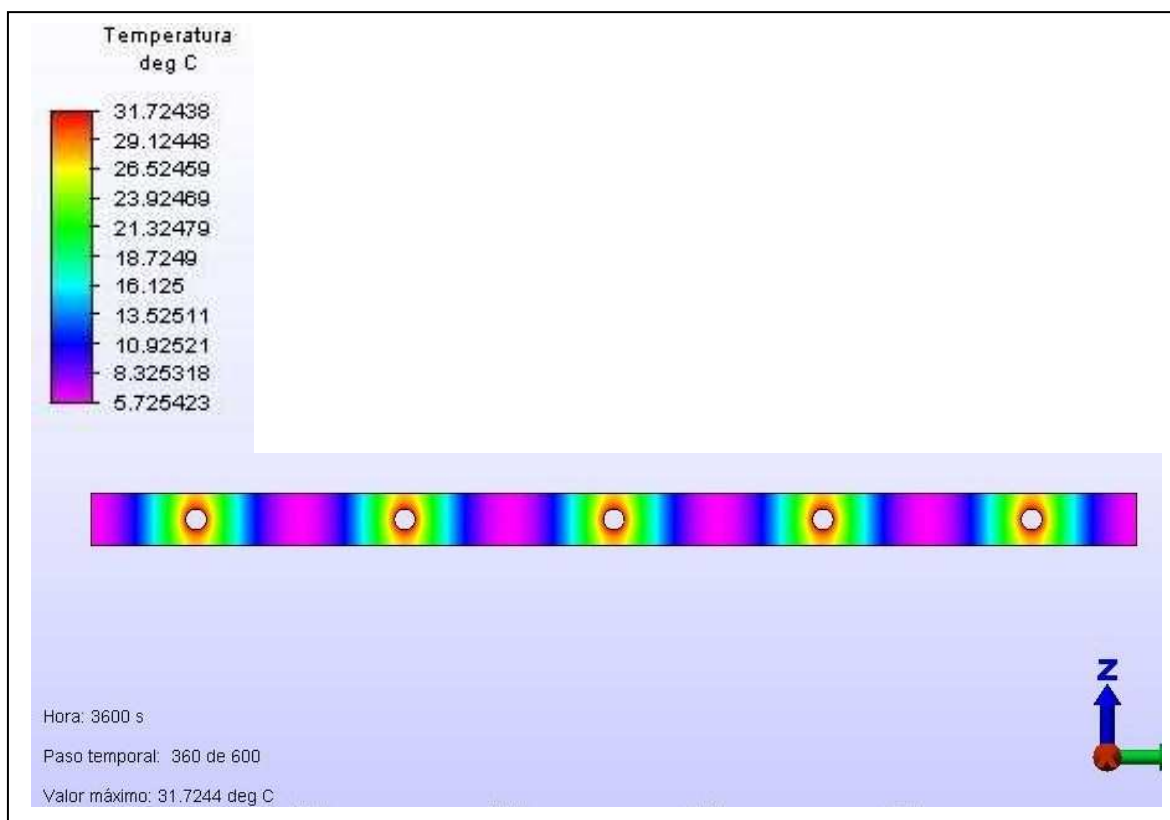 Temperatura
deg C
31.72438
29.12448
26.52459
23.92469
21.32479
18.7249
16.125
13.52511
10.92521
8.325318
5.725423
Z
X
Hora: 3600 s
Paso temporal: 360 de 600
Valor máximo: 31.7244 deg C